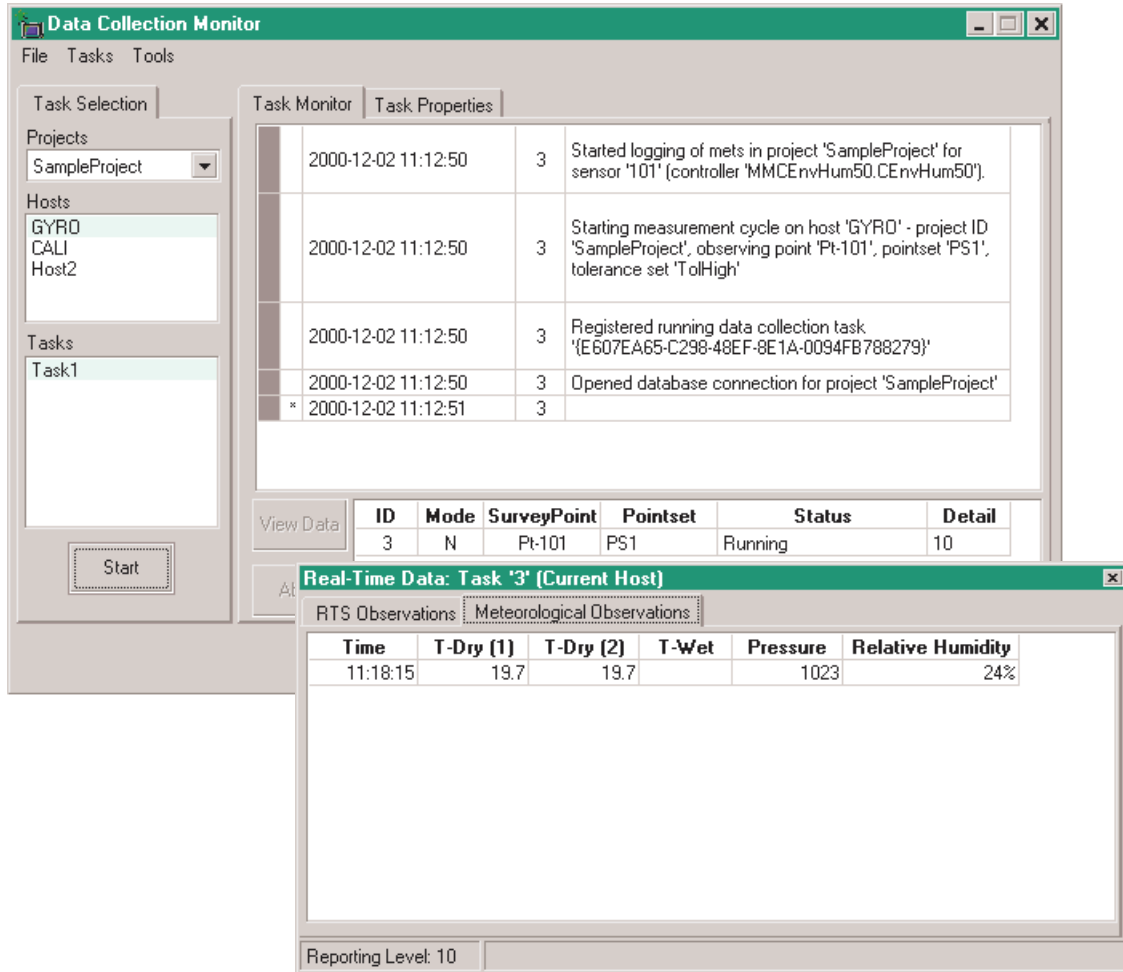 Data Collection Monitor
File Tasks Tools
Task Selection
Projects
SampleProject
Hosts
GYRO
CALI
Host2
Tasks
Task1
Start
Task Monitor Task Properties
2000-12-02 11:12:50 3 Started logging of mets in project 'SampleProject' for
sensor '101' (controller 'MMCEnvHum50.CEnvHum50').
2000-12-02 11:12:50 3 Starting measurement cycle on host 'GYRO' - project ID
'SampleProject', observing point 'Pt-101', pointset 'PS1',
tolerance set 'TolHigh'
2000-12-02 11:12:50 3 Registered running data collection task
'{E607EA65-C298-48EF-8E1A-0094FB788279}'
2000-12-02 11:12:50 3 Opened database connection for project 'SampleProject'
* 2000-12-02 11:12:51 3
View Data
ID Mode SurveyPoint Pointset Status Detail
3 N Pt-101 PS1 Running 10
Real-Time Data: Task '3' (Current Host)
RTS Observations Meteorological Observations
Time T-Dry (1) T-Dry (2) T-Wet Pressure Relative Humidity
11:18:15 19.7 19.7 1023 24%
Reporting Level: 10